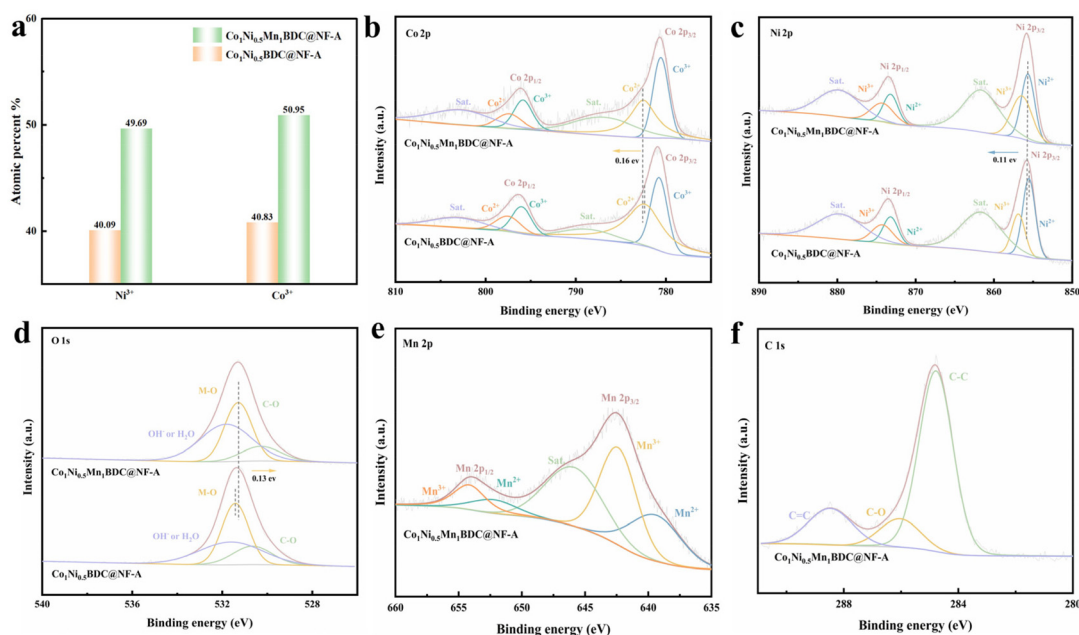 a
Co₁Ni₀.₅Mn₁BDC@NF-A
Co₁Ni₀.₅BDC@NF-A
Atomic percent %
60
50
40
40.09
49.69
40.83
50.95
Ni³⁺
Co³⁺
b
Co 2p
Co 2p₃/₂
Co³⁺
Co²⁺
Sat.
Co 2p₁/₂
Co³⁺
Co²⁺
Sat.
Co₁Ni₀.₅Mn₁BDC@NF-A
0.16 ev
Co 2p₃/₂
Co³⁺
Co²⁺
Sat.
Co 2p₁/₂
Co³⁺
Co²⁺
Sat.
Co₁Ni₀.₅BDC@NF-A
Intensity (a.u.)
810 800 790 780
Binding energy (eV)
c
Ni 2p
Ni 2p₃/₂
Ni²⁺
Ni³⁺
Sat.
Ni 2p₁/₂
Ni³⁺
Ni²⁺
Sat.
Co₁Ni₀.₅Mn₁BDC@NF-A
0.11 ev
Ni 2p₃/₂
Ni²⁺
Ni³⁺
Sat.
Ni 2p₁/₂
Ni³⁺
Ni²⁺
Sat.
Co₁Ni₀.₅BDC@NF-A
Intensity (a.u.)
890 880 870 860 850
Binding energy (eV)
d
O 1s
M-O
C-O
OH⁻ or H₂O
Co₁Ni₀.₅Mn₁BDC@NF-A
0.13 ev
M-O
OH⁻ or H₂O
C-O
Co₁Ni₀.₅BDC@NF-A
Intensity (a.u.)
540 536 532 528
Binding energy (eV)
e
Mn 2p
Mn 2p₃/₂
Mn³⁺
Sat.
Mn 2p₁/₂
Mn³⁺
Mn²⁺
Mn²⁺
Co₁Ni₀.₅Mn₁BDC@NF-A
Intensity (a.u.)
660 655 650 645 640 635
Binding energy (eV)
f
C 1s
C-C
C=C
C-O
Co₁Ni₀.₅Mn₁BDC@NF-A
Intensity (a.u.)
288 284 280
Binding energy (eV)